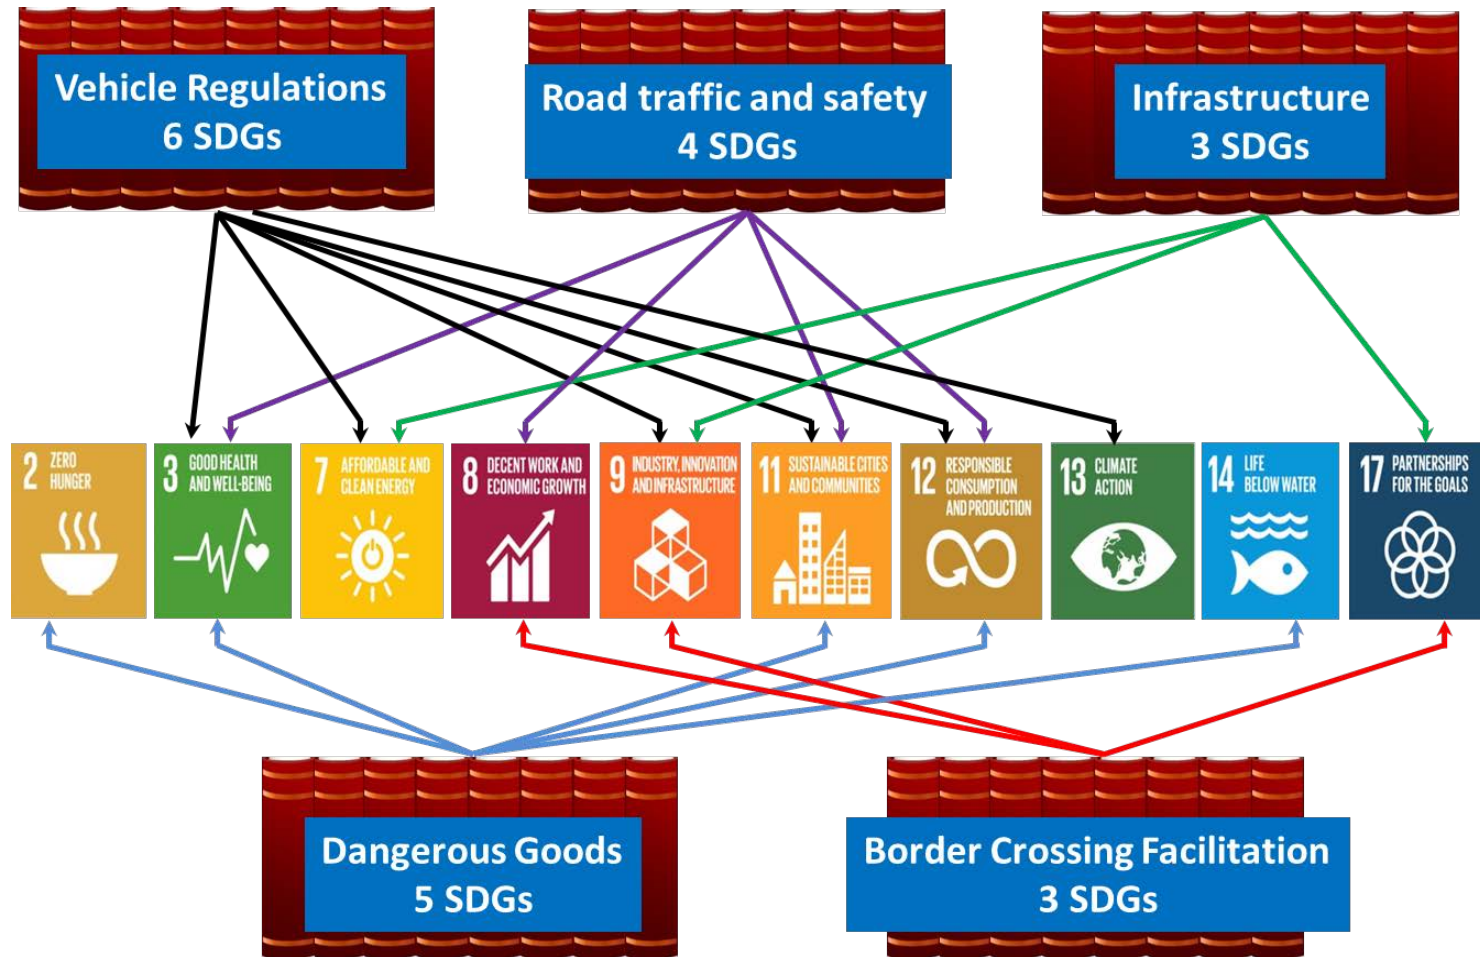 Vehicle Regulations
6 SDGs
Road traffic and safety
4 SDGs
Infrastructure
3 SDGs
2 ZERO
HUNGER
3 GOOD HEALTH
AND WELL-BEING
7 AFFORDABLE AND
CLEAN ENERGY
8 DECENT WORK AND
ECONOMIC GROWTH
9 INDUSTRY, INNOVATION
AND INFRASTRUCTURE
11 SUSTAINABLE CITIES
AND COMMUNITIES
12 RESPONSIBLE
CONSUMPTION
AND PRODUCTION
13 CLIMATE
ACTION
14 LIFE
BELOW WATER
17 PARTNERSHIPS
FOR THE GOALS
Dangerous Goods
5 SDGs
Border Crossing Facilitation
3 SDGs